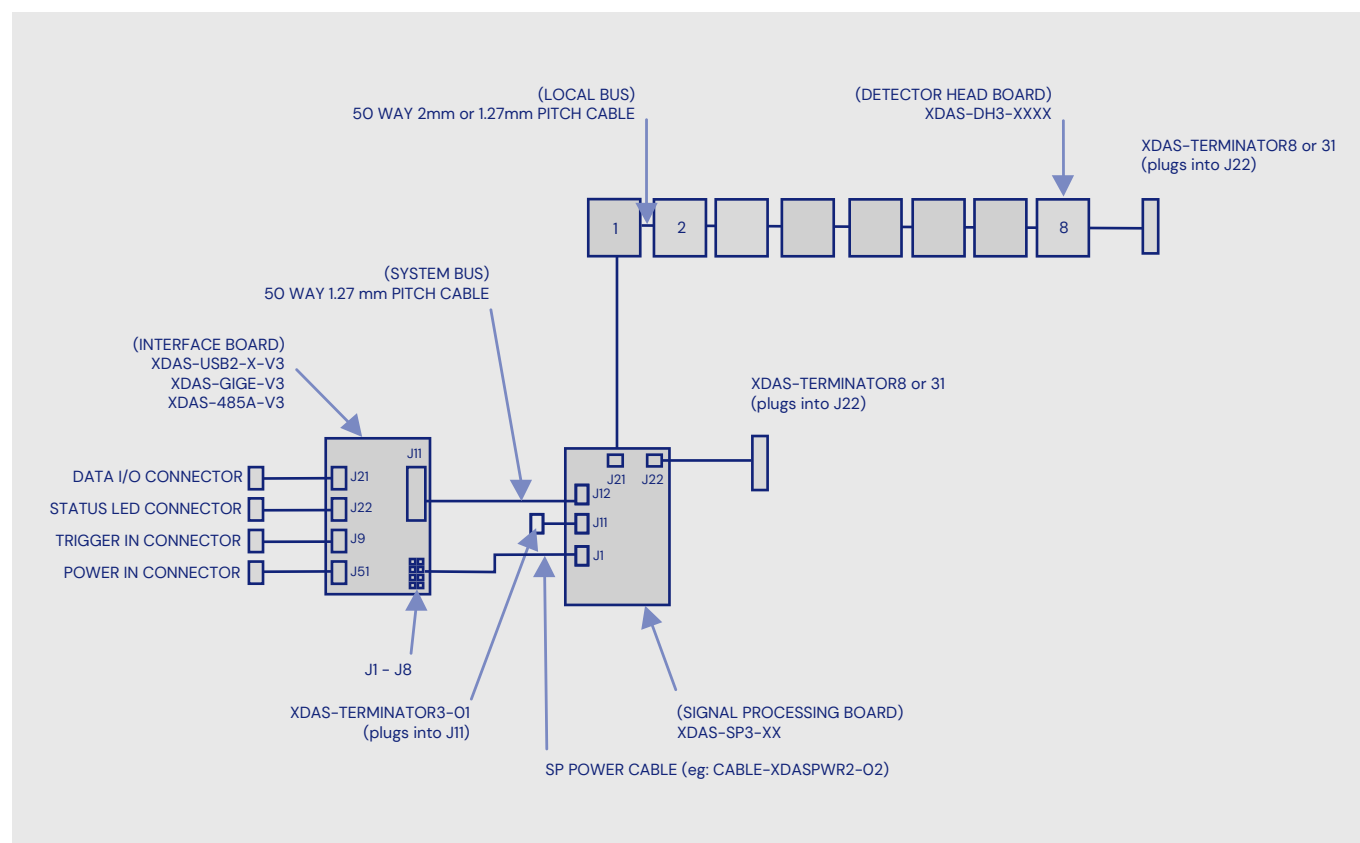 (LOCAL BUS)
50 WAY 2mm or 1.27mm PITCH CABLE
(DETECTOR HEAD BOARD)
XDAS-DH3-XXXX
XDAS-TERMINATOR8 or 31
(plugs into J22)
1
2
8
(SYSTEM BUS)
50 WAY 1.27 mm PITCH CABLE
(INTERFACE BOARD)
XDAS-USB2-X-V3
XDAS-GIGE-V3
XDAS-485A-V3
XDAS-TERMINATOR8 or 31
(plugs into J22)
DATA I/O CONNECTOR
STATUS LED CONNECTOR
TRIGGER IN CONNECTOR
POWER IN CONNECTOR
J21
J22
J9
J51
J11
J21
J22
J12
J11
J1
J1 - J8
XDAS-TERMINATOR3-01
(plugs into J11)
(SIGNAL PROCESSING BOARD)
XDAS-SP3-XX
SP POWER CABLE (eg: CABLE-XDASPWR2-02)